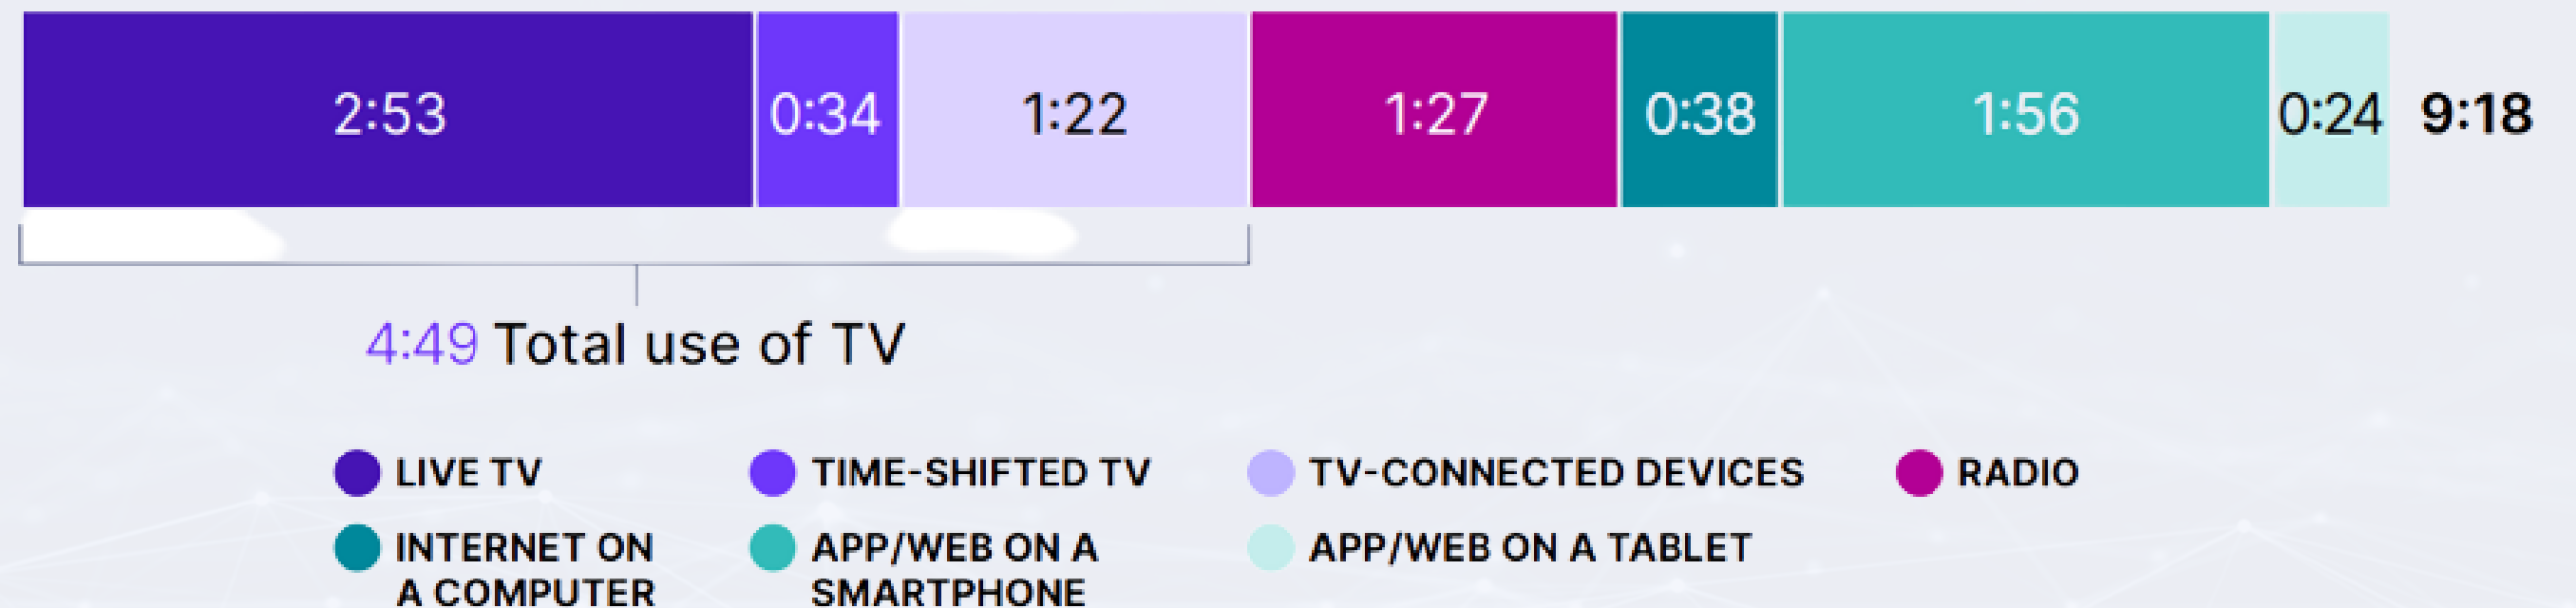 2:53 0:34 1:22 1:27 0:38 1:56 0:24 9:18
4:49 Total use of TV
LIVE TV TIME-SHIFTED TV TV-CONNECTED DEVICES RADIO
INTERNET ON APP/WEB ON A APP/WEB ON A TABLET
A COMPUTER SMARTPHONE